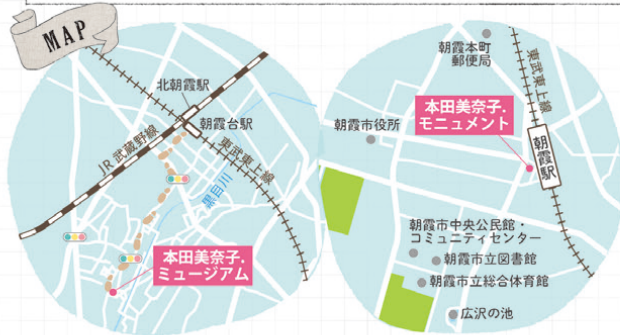 MAP
北朝霞駅
朝霞台駅
JR 武蔵野線
東武東上線
黒目川
本田美奈子.
ミュージアム
朝霞本町
郵便局
東武東上線
本田美奈子.
モニュメント
朝霞市役所
朝霞駅
朝霞市中央公民館・
コミュニティセンター
朝霞市立図書館
朝霞市立総合体育館
広沢の池